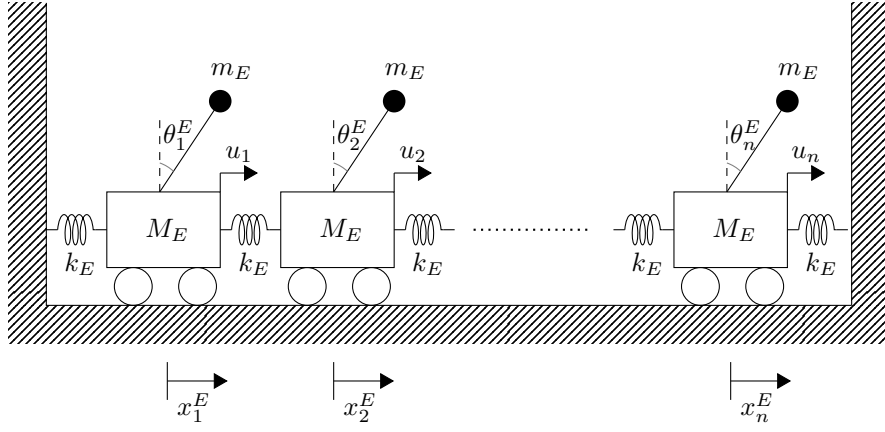 m_E m_E m_E
θ_1^E θ_2^E θ_n^E
u_1 u_2 u_n
M_E M_E M_E
k_E k_E k_E k_E k_E
x_1^E x_2^E x_n^E